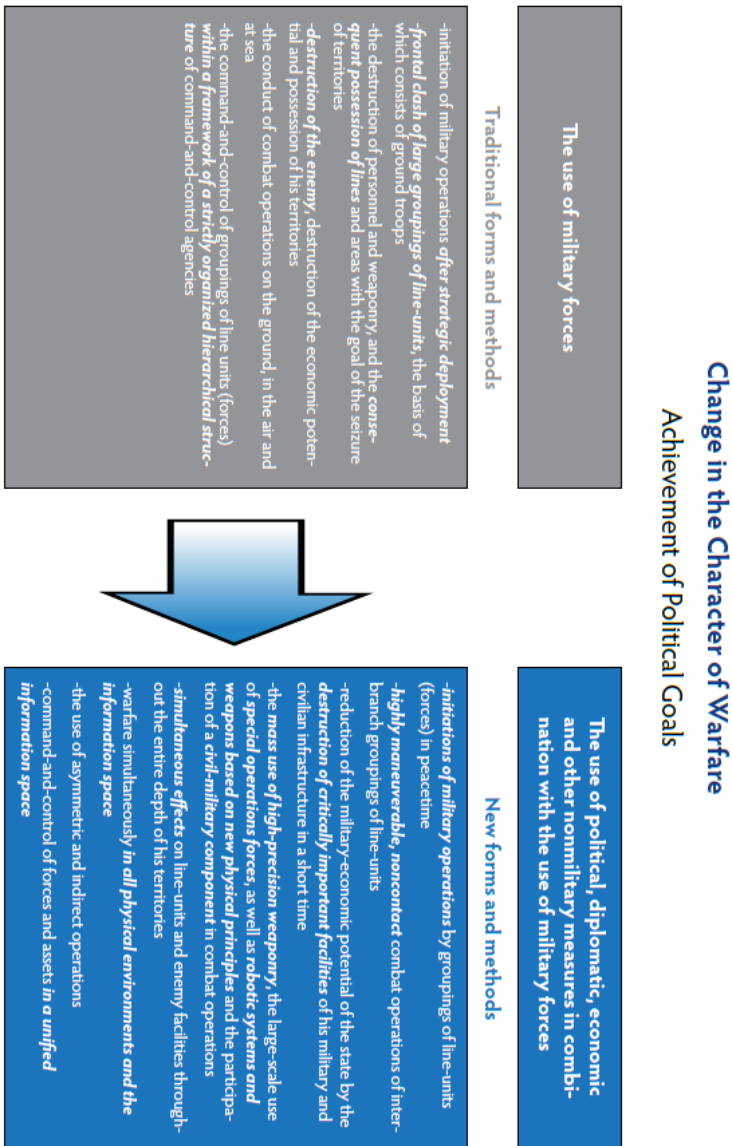 Change in the Character of Warfare
Achievement of Political Goals
The use of military forces
Traditional forms and methods
-initiation of military operations after strategic deployment
-frontal clash of large groupings of line-units, the basis of
which consists of ground troops
-the destruction of personnel and weaponry, and the conse-
quent possession of lines and areas with the goal of the seizure
of territories
-destruction of the enemy, destruction of the economic poten-
tial and possession of his territories
-the conduct of combat operations on the ground, in the air and
at sea
-the command-and-control of groupings of line units (forces)
within a framework of a strictly organized hierarchical struc-
ture of command-and-control agencies
The use of political, diplomatic, economic
and other nonmilitary measures in combi-
nation with the use of military forces
New forms and methods
-initiations of military operations by groupings of line-units
(forces) in peacetime
-highly maneuverable, noncontact combat operations of inter-
branch groupings of line-units
-reduction of the military-economic potential of the state by the
destruction of critically important facilities of his military and
civilian infrastructure in a short time
-the mass use of high-precision weaponry, the large-scale use
of special operations forces, as well as robotic systems and
weapons based on new physical principles and the participa-
tion of a civil-military component in combat operations
-simultaneous effects on line-units and enemy facilities through-
out the entire depth of his territories
-warfare simultaneously in all physical environments and the
information space
-the use of asymmetric and indirect operations
-command-and-control of forces and assets in a unified
information space